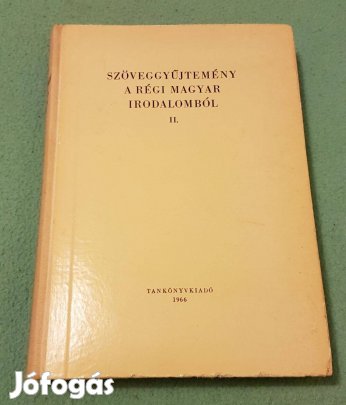 SZÖVEGGYŰJTEMÉNY
A RÉGI MAGYAR
IRODALOMBÓL
II.
TANKÖNYVKIADÓ
1966
Jófogás